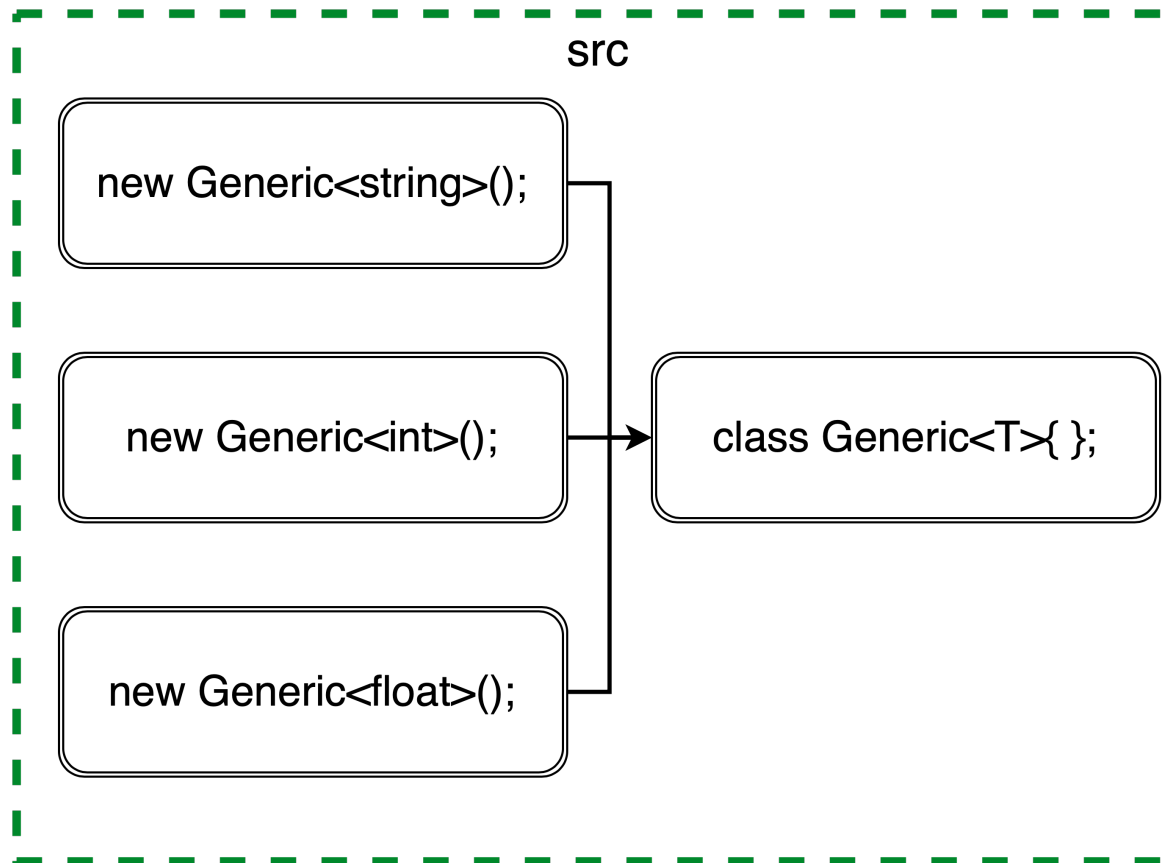 src
new Generic<string>();
new Generic<int>();
class Generic<T>{ };
new Generic<float>();